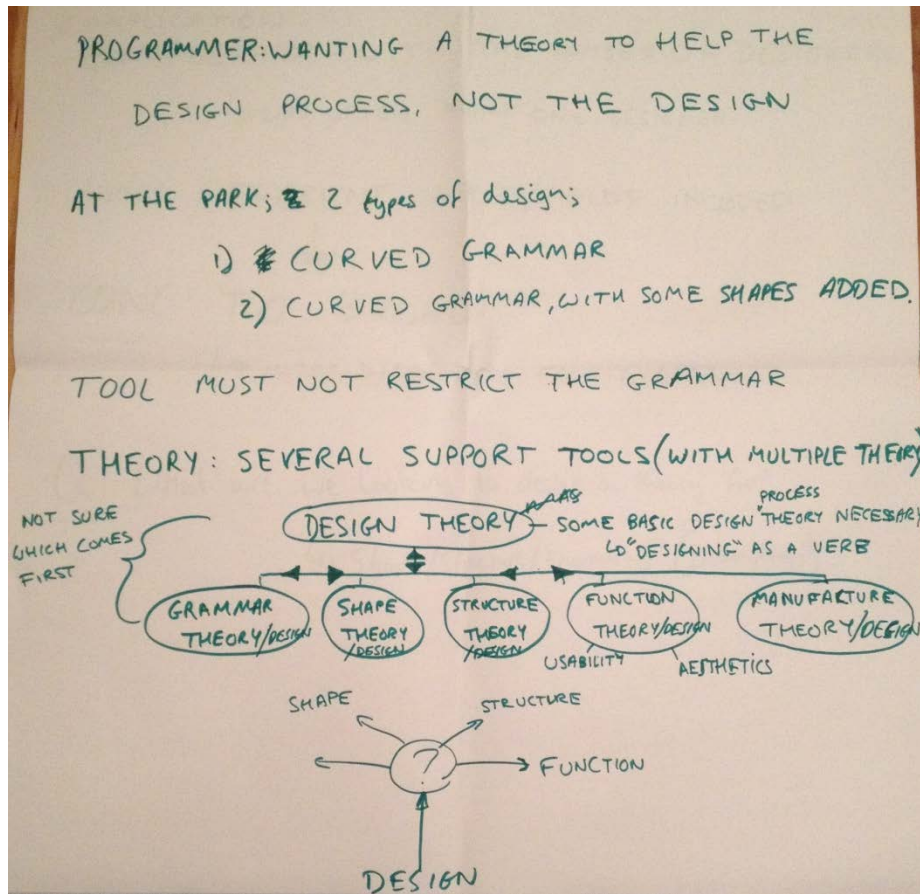 PROGRAMMER: WANTING A THEORY TO HELP THE
DESIGN PROCESS, NOT THE DESIGN
AT THE PARK; 2 types of design;
1) CURVED GRAMMAR
2) CURVED GRAMMAR, WITH SOME SHAPES ADDED.
TOOL MUST NOT RESTRICT THE GRAMMAR
THEORY: SEVERAL SUPPORT TOOLS (WITH MULTIPLE THEORY)
NOT SURE
WHICH COMES
FIRST
DESIGN THEORY
PROCESS
- SOME BASIC DESIGN "THEORY NECESSARY
"DESIGNING" AS A VERB
GRAMMAR
THEORY/DESIGN
SHAPE
THEORY
/DESIGN
STRUCTURE
THEORY
/DESIGN
FUNCTION
THEORY/DESIGN
MANUFACTURE
THEORY/DESIGN
USABILITY
AESTHETICS
SHAPE
STRUCTURE
?
FUNCTION
DESIGN